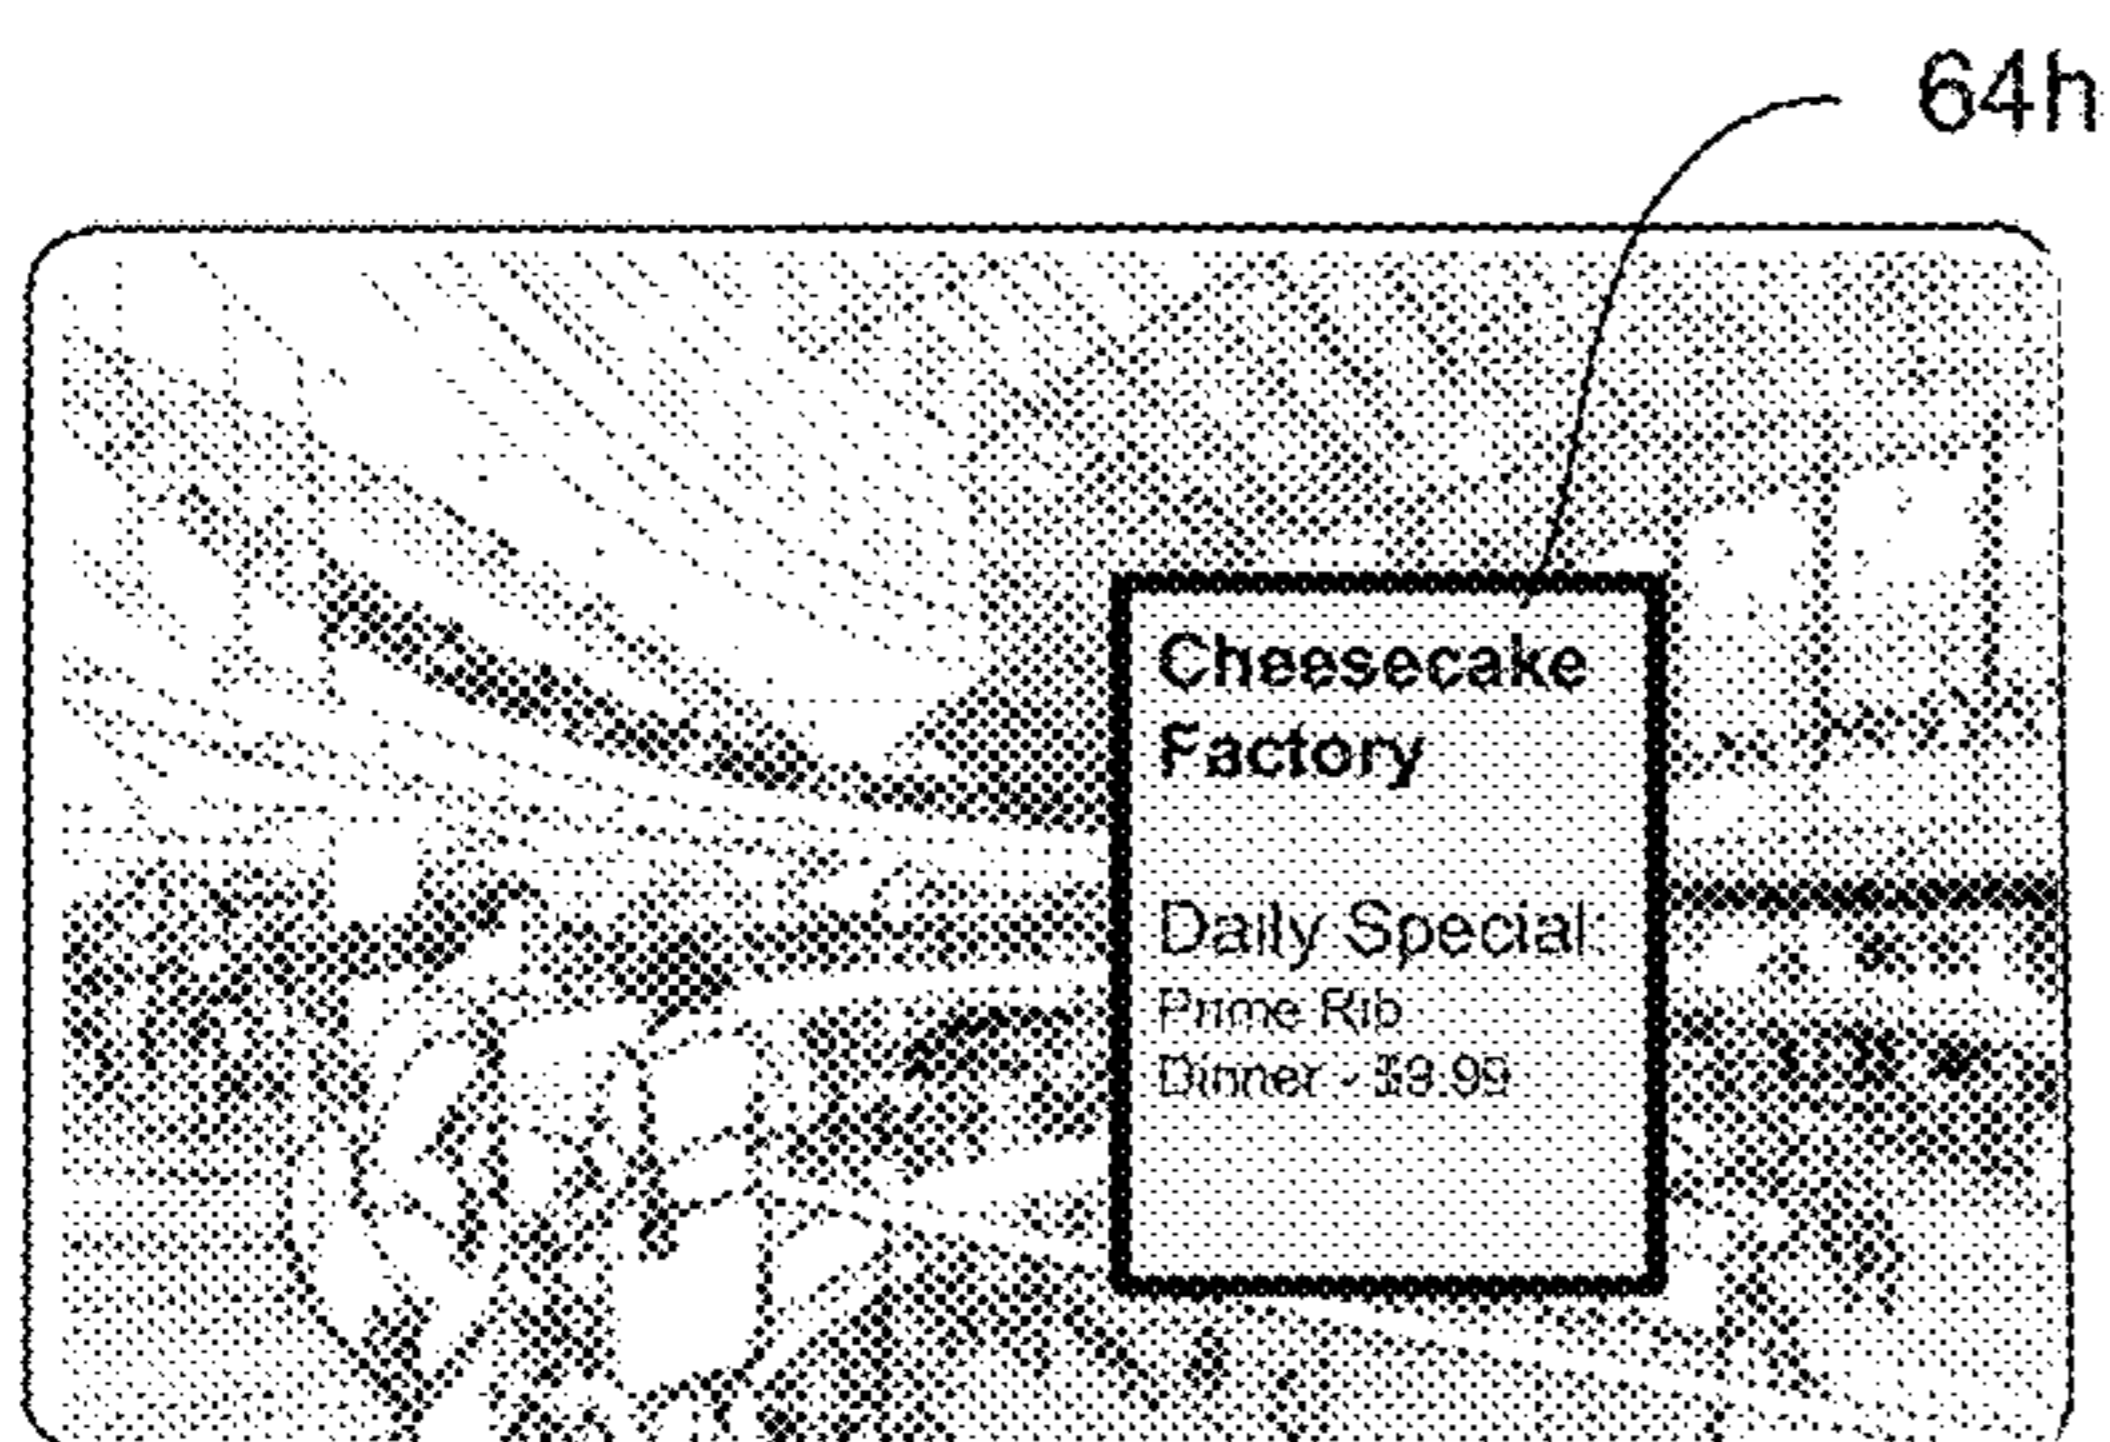 64h
Cheesecake
Factory
Daily Special:
Prime Rib
Dinner - $9.99